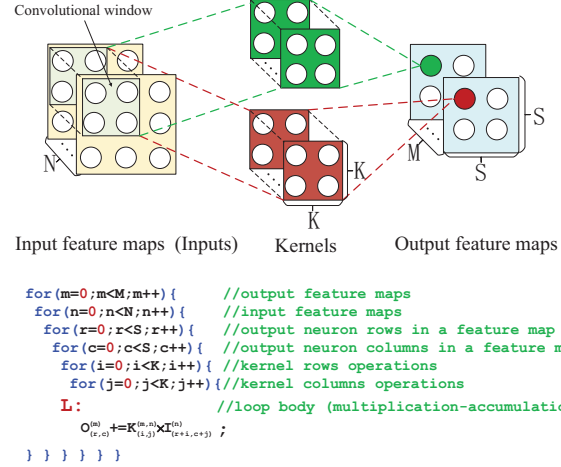 Convolutional window
N
K
K
M
S
S
Input feature maps (Inputs) Kernels Output feature maps
for(m=0;m<M;m++){ //output feature maps
for(n=0;n<N;n++){ //input feature maps
for(r=0;r<S;r++){ //output neuron rows in a feature map
for(c=0;c<S;c++){ //output neuron columns in a feature m
for(i=0;i<K;i++){ //kernel rows operations
for(j=0;j<K;j++){//kernel columns operations
L: //loop body (multiplication-accumulatio
O^{(m)}_{(r,c)}+=K^{(m,n)}_{(i,j)}×I^{(n)}_{(r+i,c+j)} ;
} } } } } }